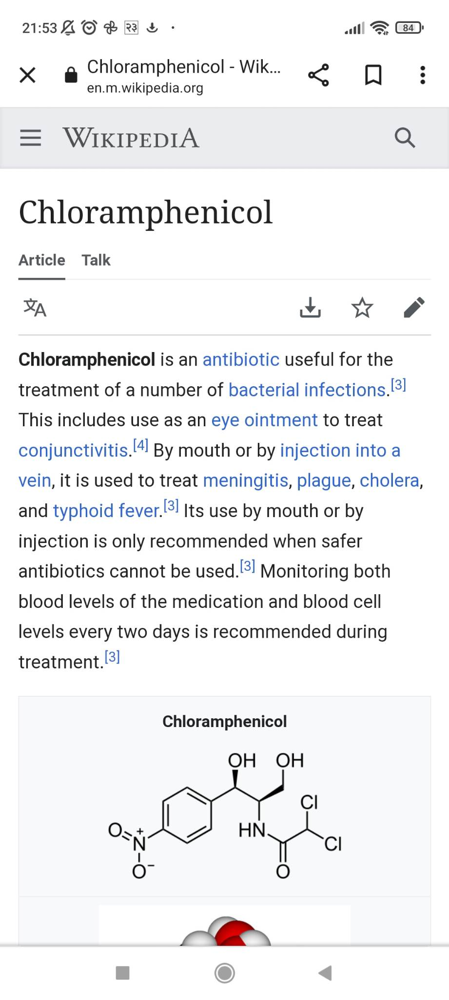 21:53 २३ 84
Chloramphenicol - Wik...
en.m.wikipedia.org
WIKIPEDIA
Chloramphenicol
Article Talk
文A
Chloramphenicol is an antibiotic useful for the
treatment of a number of bacterial infections.[3]
This includes use as an eye ointment to treat
conjunctivitis.[4] By mouth or by injection into a
vein, it is used to treat meningitis, plague, cholera,
and typhoid fever.[3] Its use by mouth or by
injection is only recommended when safer
antibiotics cannot be used.[3] Monitoring both
blood levels of the medication and blood cell
levels every two days is recommended during
treatment.[3]
Chloramphenicol
OH OH
Cl
O N+ HN Cl
O− O